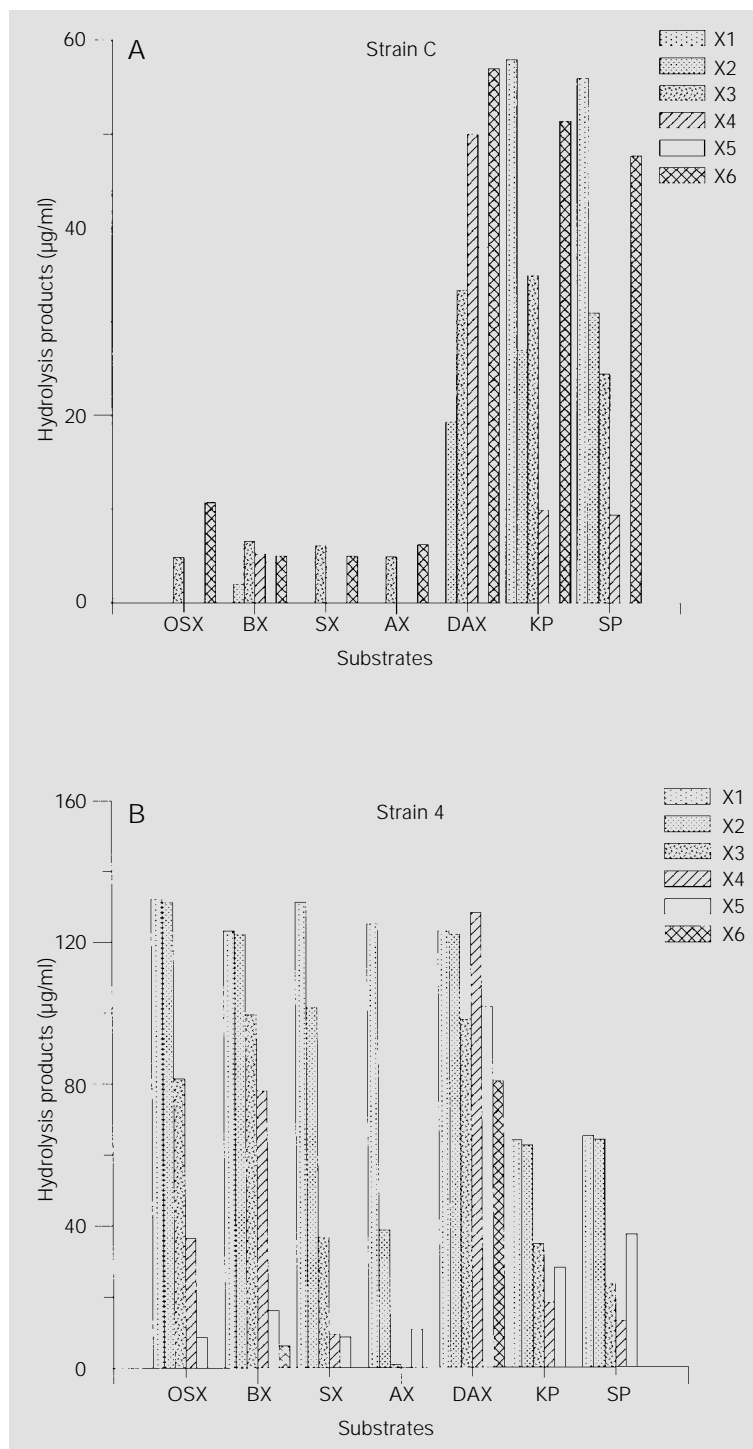 A
Strain C
X1
X2
X3
X4
X5
X6
60
40
20
0
Hydrolysis products (µg/ml)
OSX BX SX AX DAX KP SP
Substrates
B
Strain 4
X1
X2
X3
X4
X5
X6
160
120
80
40
0
Hydrolysis products (µg/ml)
OSX BX SX AX DAX KP SP
Substrates